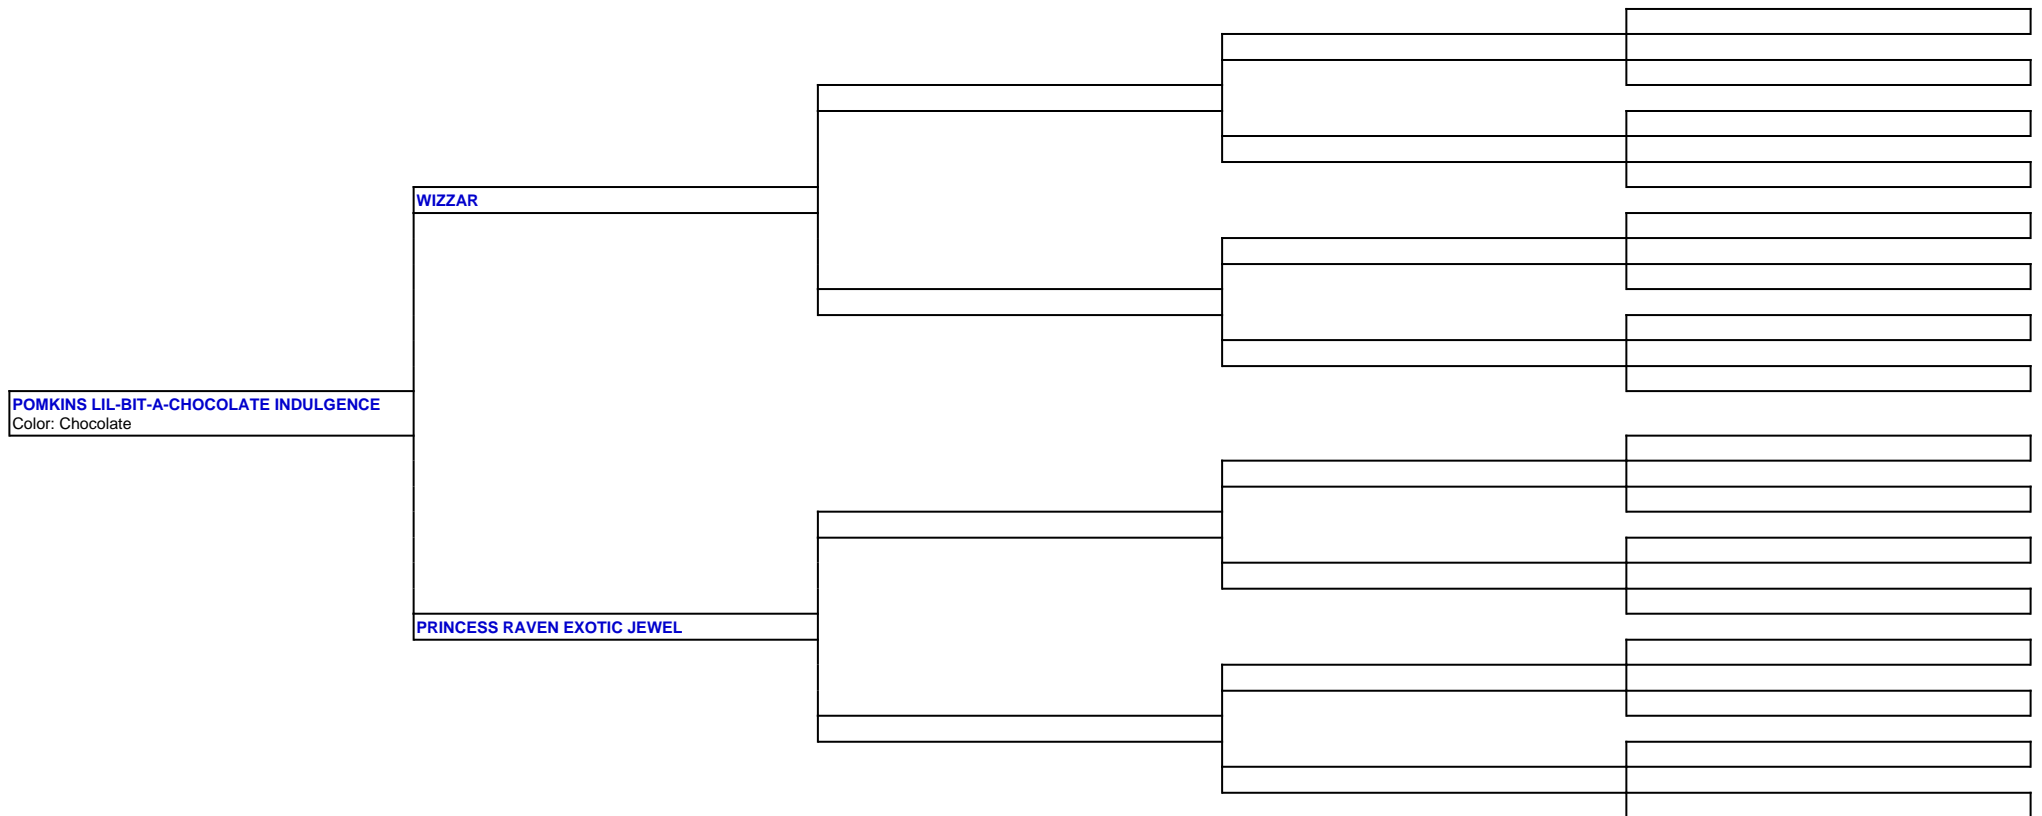 WIZZAR
POMKINS LIL-BIT-A-CHOCOLATE INDULGENCE
Color: Chocolate
PRINCESS RAVEN EXOTIC JEWEL